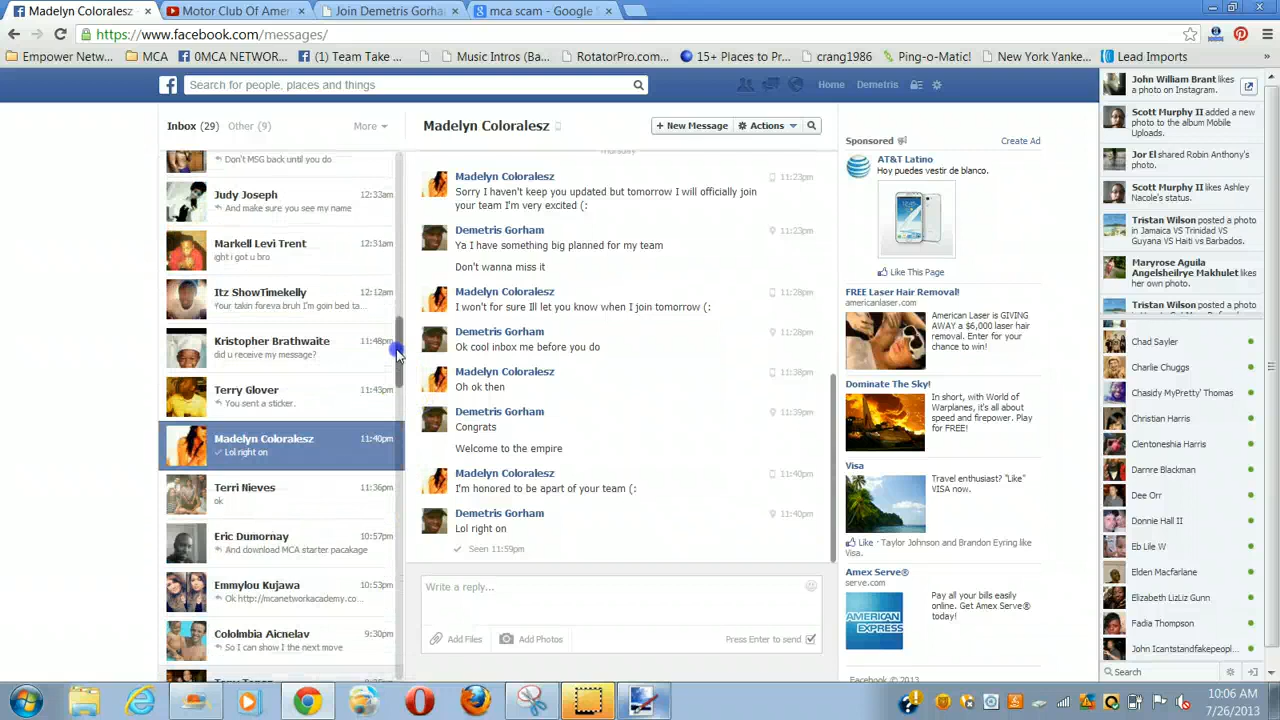 Madelyn Coloralesz
Motor Club Of America
Join Demetris Gorha
mca scam - Google S
https://www.facebook.com/messages/
Empower Netw...
MCA
0MCA Network...
(1) Team Take ...
Music Intros (Ba...
RotatorPro.com...
15+ Places to Pr...
crang1986
Ping-o-Matic!
New York Yanke...
Lead Imports
Search for people, places and things
Home
Demetris
Inbox (29)
Other (9)
More
Don't MSG back until you do
Judy Joseph
12:33am
And make sure you see my name
Markell Levi Trent
12:31am
ight i got u bro
Itz ShowTimekelly
12:12am
Your takin foreva bruh I'm goin bed ta...
Kristopher Brathwaite
11:48pm
did u receive my message?
Terry Glover
11:43pm
You sent a sticker.
Madelyn Coloralesz
11:40pm
Lol right on
Terri Nieves
11:36pm
ok
Eric Dumornay
10:57pm
And download MCA starter pacakage
Emmylou Kujawa
10:53pm
Ok http://mcanetworkacademy.co...
Cololmbia Aicnelav
9:30pm
So I can show I the next move
Madelyn Coloralesz
+ New Message
Actions
Thursday
Madelyn Coloralesz
11:23pm
Sorry I haven't keep you updated but tomorrow I will officially join
your team I'm very excited (:
Demetris Gorham
11:23pm
Ya I have something big planned for my team
Don't wanna miss it
Madelyn Coloralesz
11:28pm
I won't for sure Ill let you know when I join tomorrow (:
Demetris Gorham
11:28pm
Ok cool inbox me before you do
Madelyn Coloralesz
11:38pm
Oh ok then
Demetris Gorham
11:39pm
Congrats
Welcome to the empire
Madelyn Coloralesz
11:40pm
I'm honored to be apart of your team (:
Demetris Gorham
11:40pm
Lol right on
Seen 11:59pm
Write a reply...
Add Files
Add Photos
Press Enter to send
Sponsored
Create Ad
AT&T Latino
Hoy puedes vestir de blanco.
Like This Page
FREE Laser Hair Removal!
americanlaser.com
American Laser is GIVING
AWAY a $6,000 laser hair
removal. Enter for your
chance to win!
Dominate The Sky!
In short, with World of
Warplanes, it's all about
speed and firepower. Play
for FREE!
Visa
Travel enthusiast? "Like"
VISA now.
Like · Taylor Johnson and Brandon Eyring like
Visa.
Amex Serve®
serve.com
AMERICAN
EXPRESS
Pay all your bills easily
online. Get Amex Serve®
today!
Facebook © 2013
John William Brant likes
a photo on Instagram.
Scott Murphy II added a new
photo to the album Mobile
Uploads.
Jor El shared Robin Anthony's
photo.
Scott Murphy II likes Ashley
Nacole's status.
Tristan Wilson posted a photo
in Jamaica VS Trinidad VS
Guyana VS Haiti vs Barbados.
Maryrose Aguila
Angelsheilrye Makhulet likes
her own photo.
Tristan Wilson
Chad Sayler
Charlie Chuggs
Chasidy MyPretty' Thomas
Christian Harris
Clentoneshia Harris
Darnre Blackman
Dee Orr
Donnie Hall II
Eb Lile W
Elden Macfarlane
Elizabeth LizLiz Gunn
Fadia Thompson
John Icantstandfakepeople...
Search
10:06 AM
7/26/2013